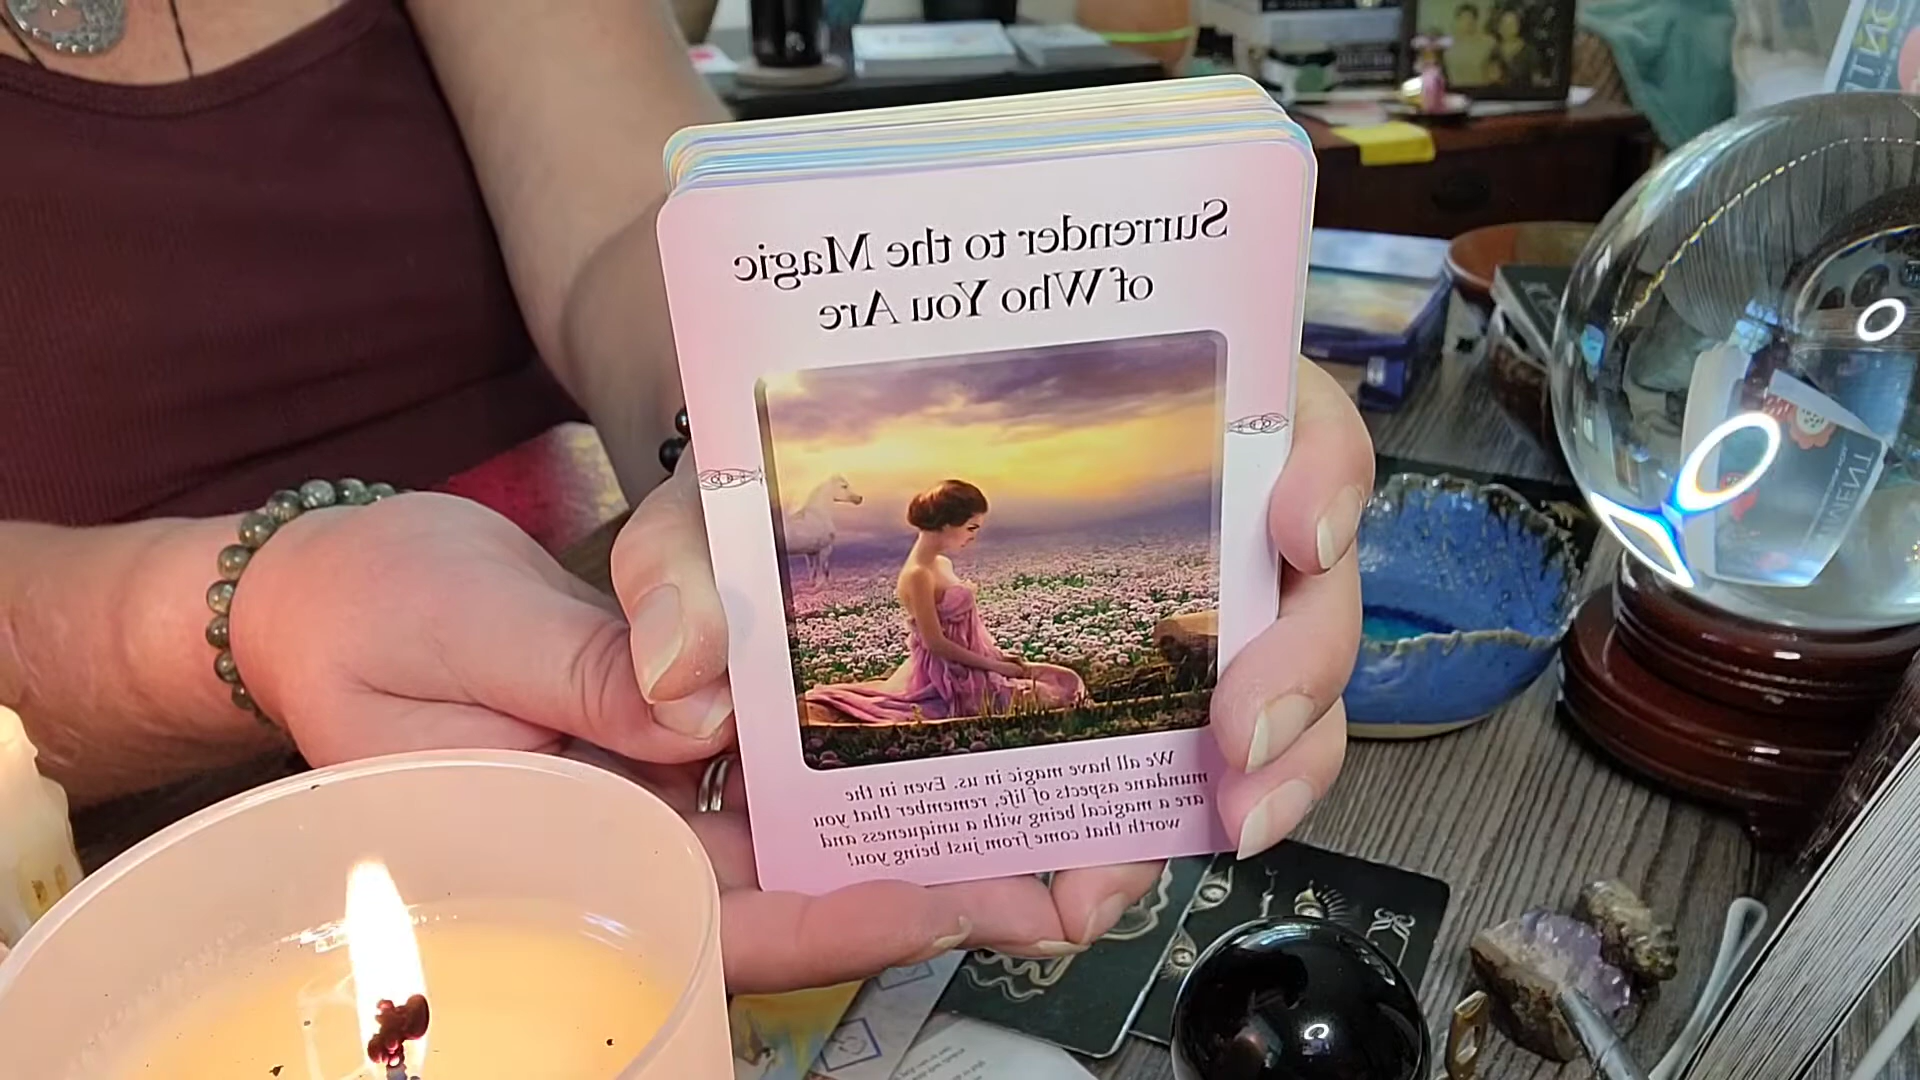 Surrender to the Magic
of Who You Are
We all have magic in us. Even in the
mundane aspects of life, remember that you
are a magical being with a uniqueness and
worth that come from just being you!